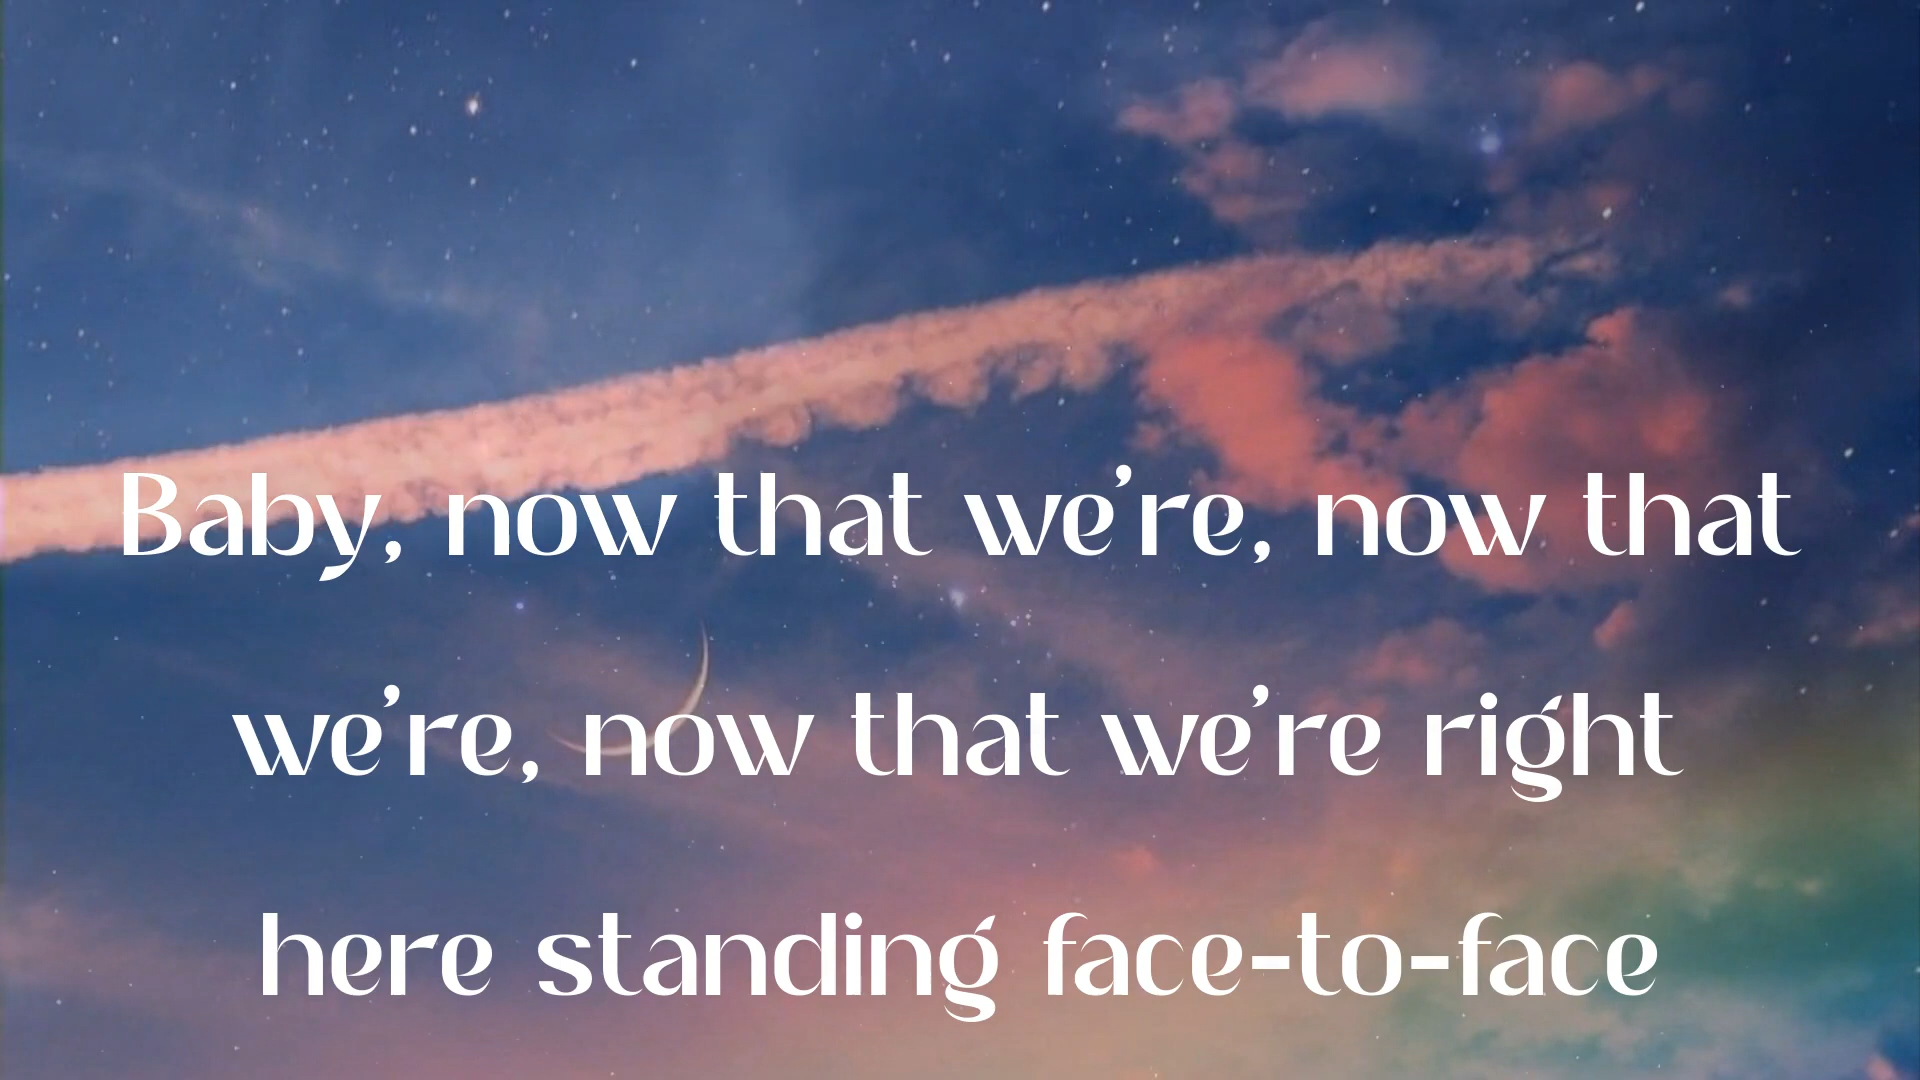 Baby, now that we're, now that
we're, now that we're right
here standing face-to-face